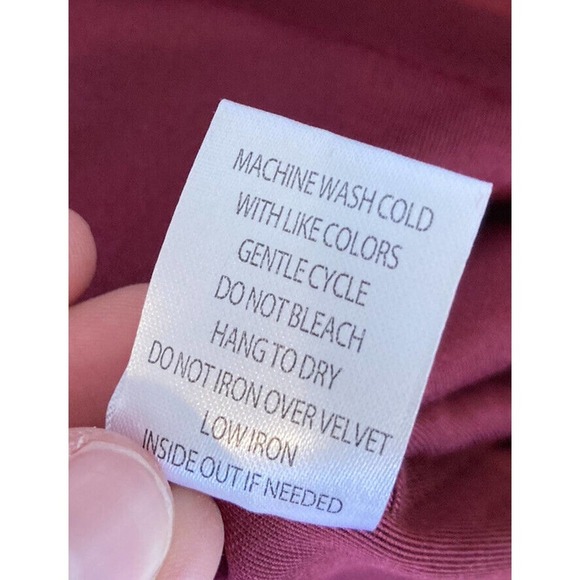 MACHINE WASH COLD
WITH LIKE COLORS
GENTLE CYCLE
DO NOT BLEACH
HANG TO DRY
DO NOT IRON OVER VELVET
LOW IRON
INSIDE OUT IF NEEDED